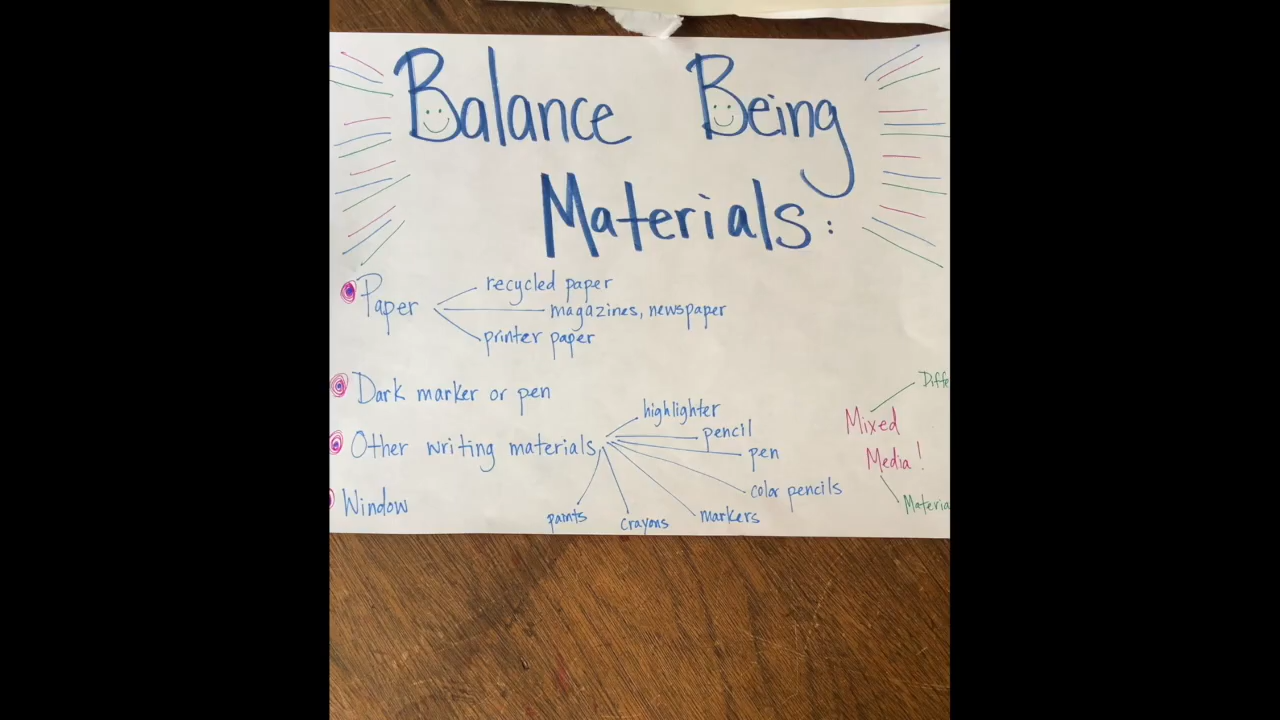 Balance Being
Materials:
Paper
recycled paper
magazines, newspaper
printer paper
Dark marker or pen
Other writing materials
highlighter
pencil
pen
color pencils
markers
crayons
paints
Window
Mixed
Media!